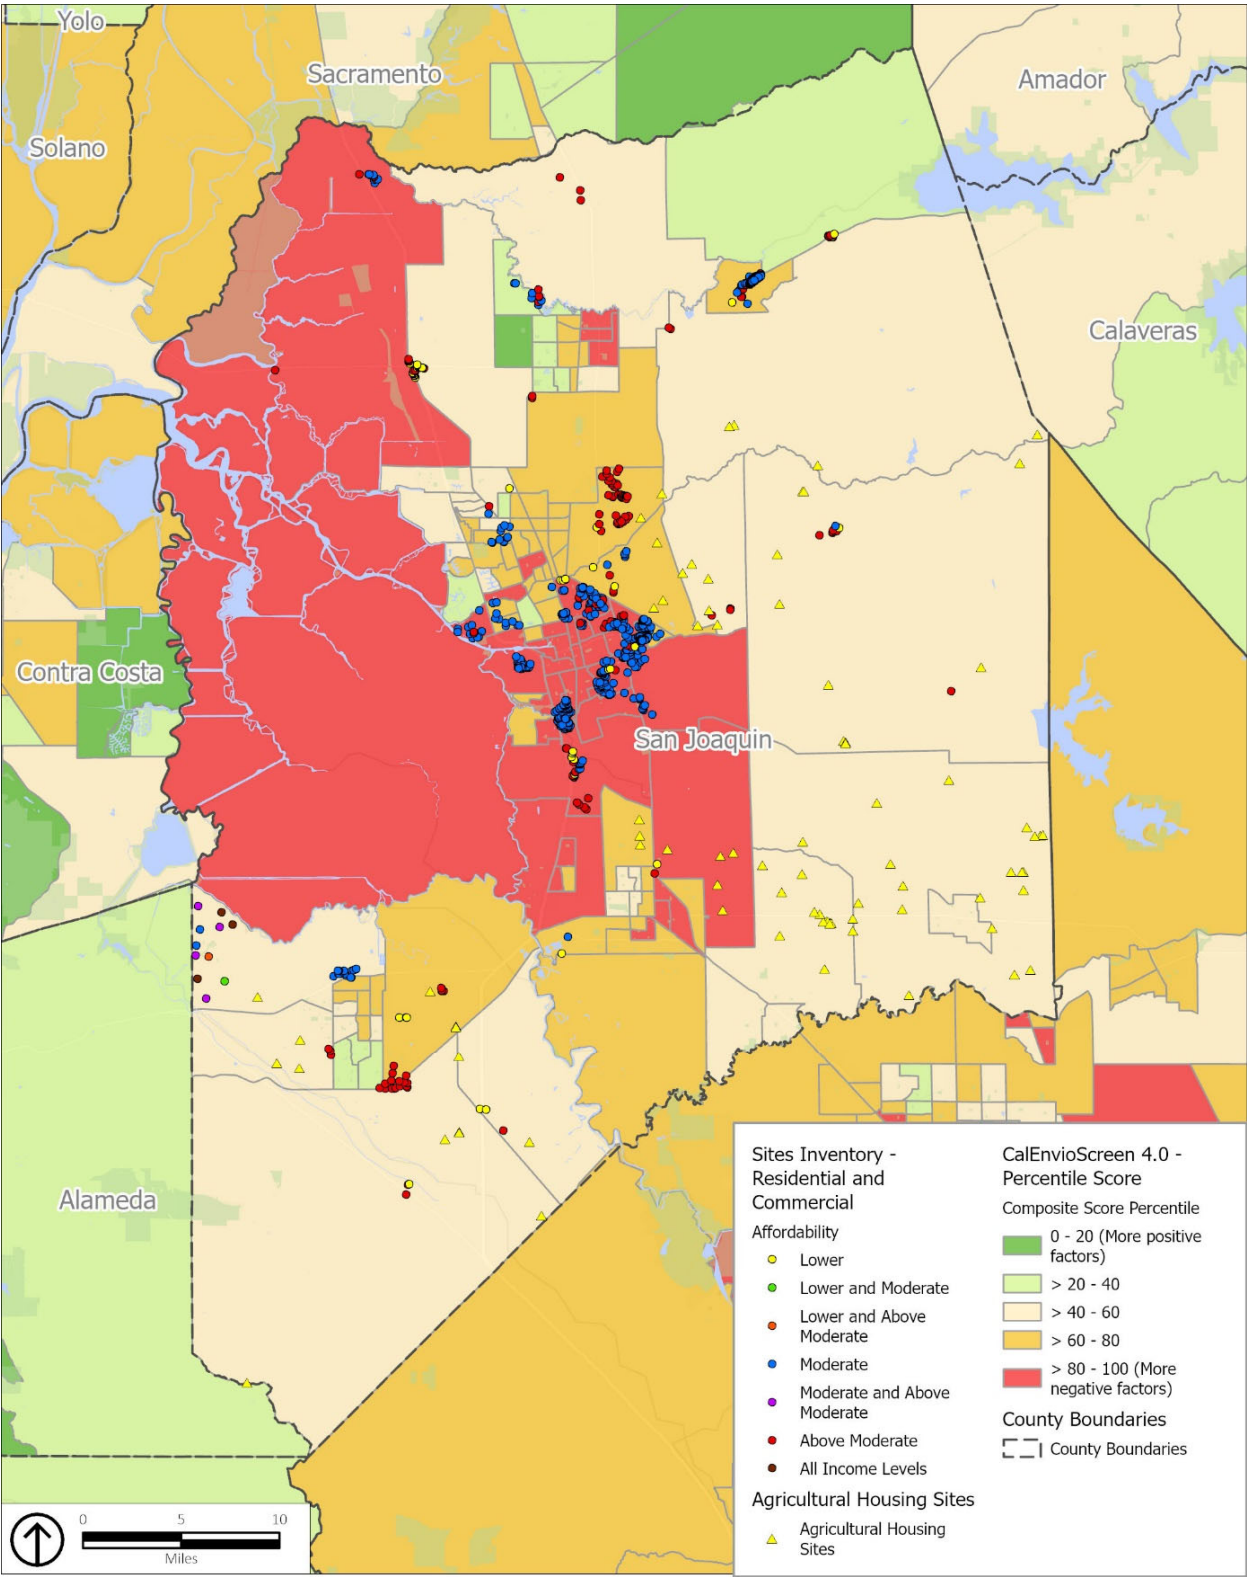 Yolo
Sacramento
Amador
Solano
Calaveras
Contra Costa
San Joaquin
Alameda
Sites Inventory -
Residential and
Commercial
Affordability
Lower
Lower and Moderate
Lower and Above
Moderate
Moderate
Moderate and Above
Moderate
Above Moderate
All Income Levels
Agricultural Housing Sites
Agricultural Housing
Sites
CalEnvioScreen 4.0 -
Percentile Score
Composite Score Percentile
0 - 20 (More positive
factors)
> 20 - 40
> 40 - 60
> 60 - 80
> 80 - 100 (More
negative factors)
County Boundaries
County Boundaries
0 5 10
Miles